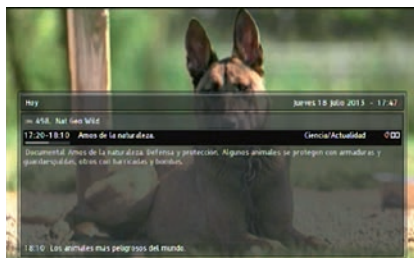 Hoy Jueves 18 Julio 2013 - 17:47
458. Nat Geo Wild
17:20-18:10 Amos de la naturaleza. Ciencia/Actualidad
Documental Amos de la naturaleza. Defensa y protección. Algunos animales se protegen con armaduras y
guardaespaldas, otros con barricadas y bombas.
18:10 Los animales más peligrosos del mundo.